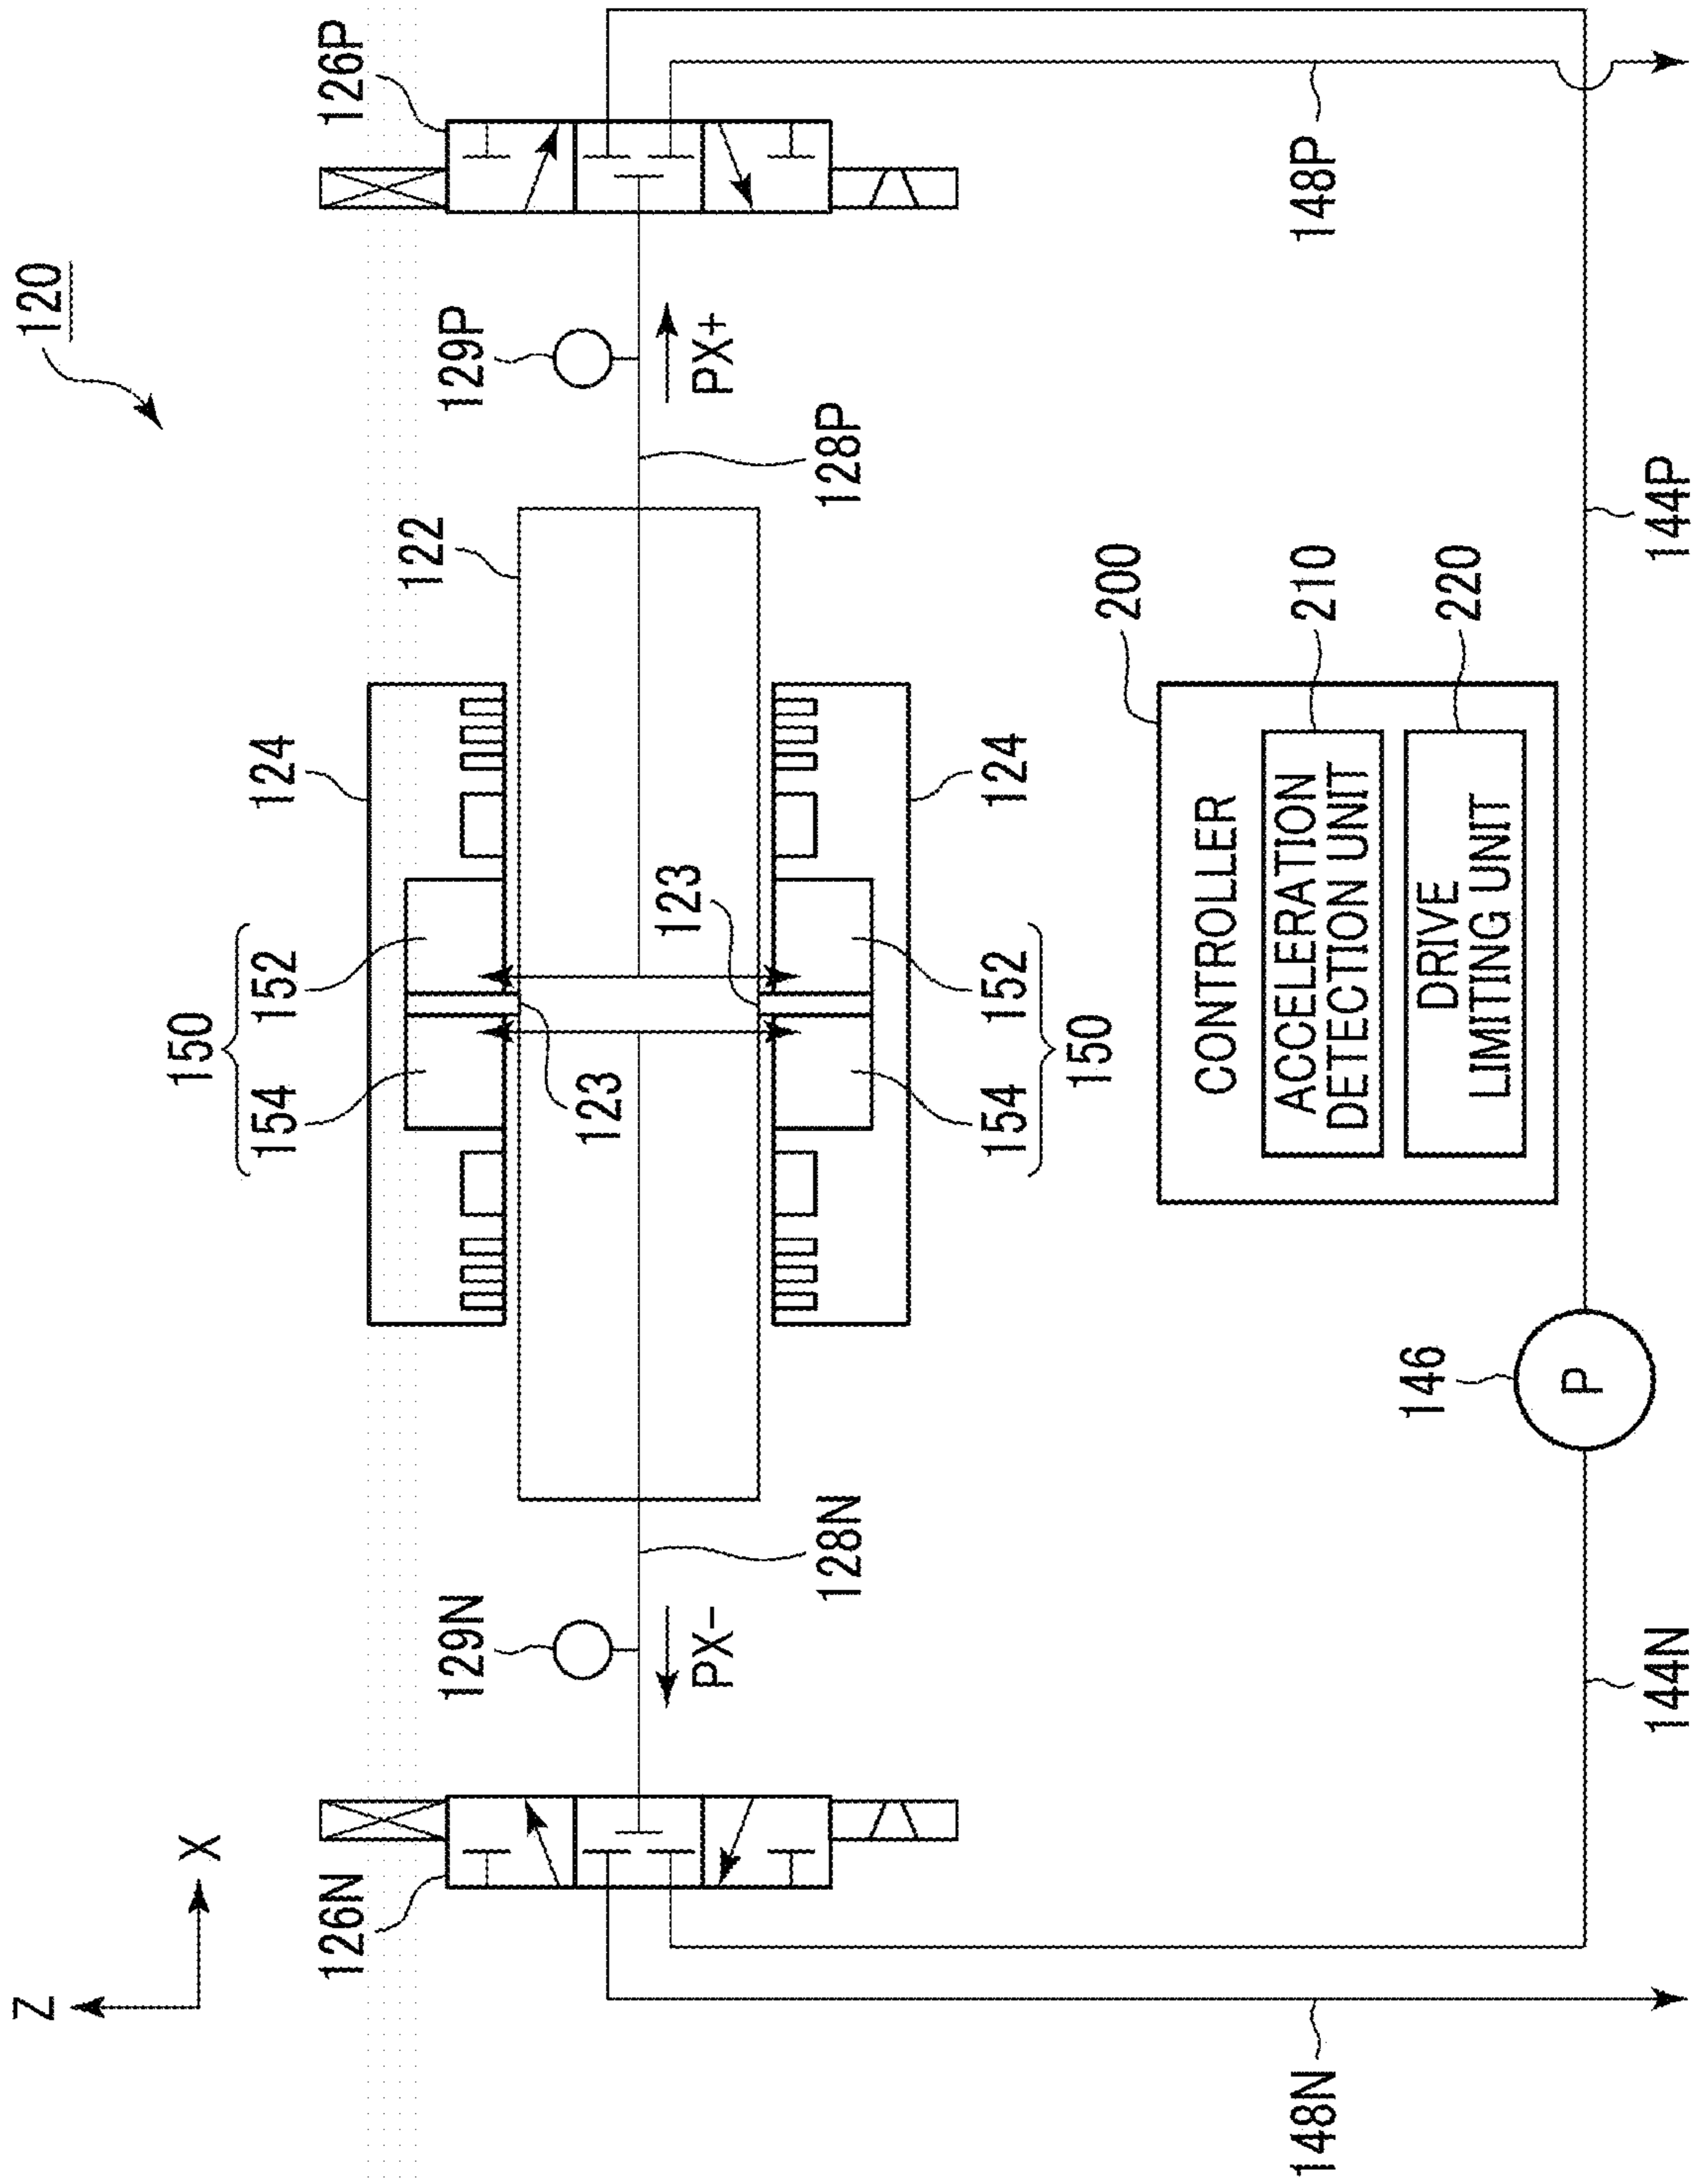 Z
120
X
150
154
152
124
126N
126P
122
129N
129P
123
123
PX-
PX+
128N
128P
154
152
124
150
200
CONTROLLER
ACCELERATION
DETECTION UNIT
210
148N
148P
146
DRIVE
LIMITING UNIT
220
P
144N
144P